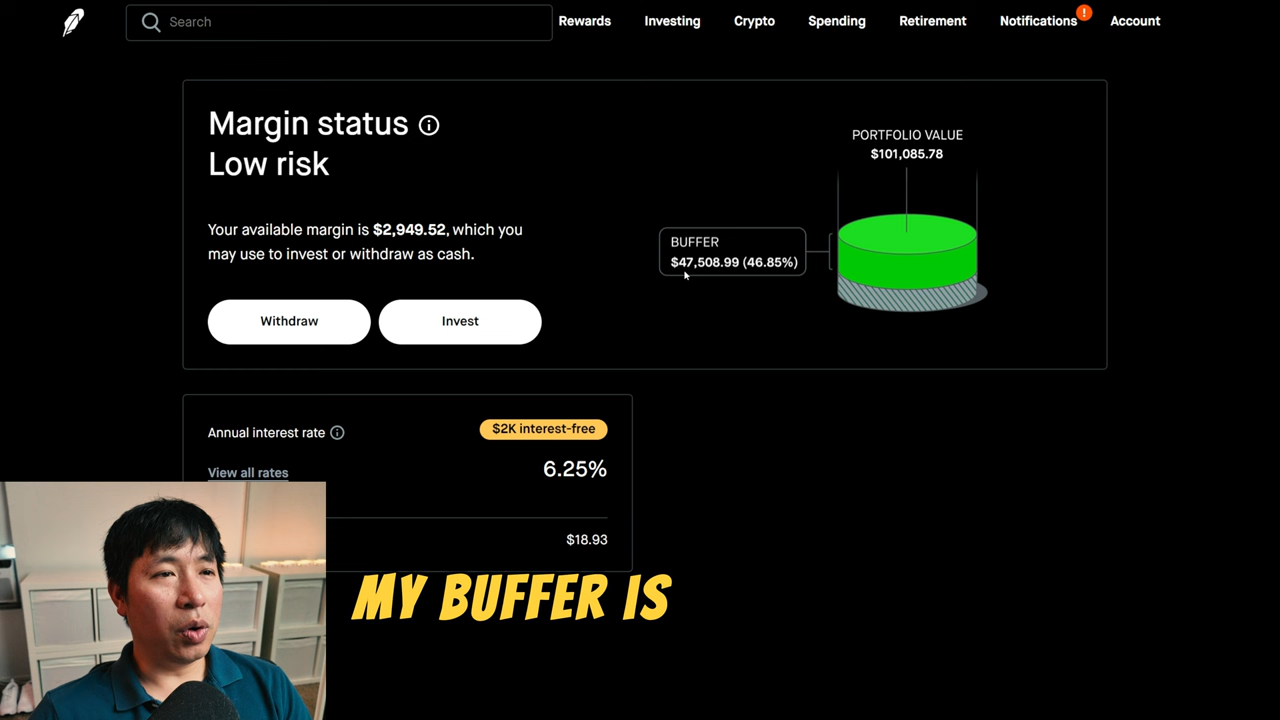 Search
Rewards
Investing
Crypto
Spending
Retirement
Notifications
!
Account
Margin status
Low risk
Your available margin is $2,949.52, which you
may use to invest or withdraw as cash.
Withdraw
Invest
PORTFOLIO VALUE
$101,085.78
BUFFER
$47,508.99 (46.85%)
Annual interest rate
$2K interest-free
View all rates
6.25%
$18.93
MY BUFFER IS